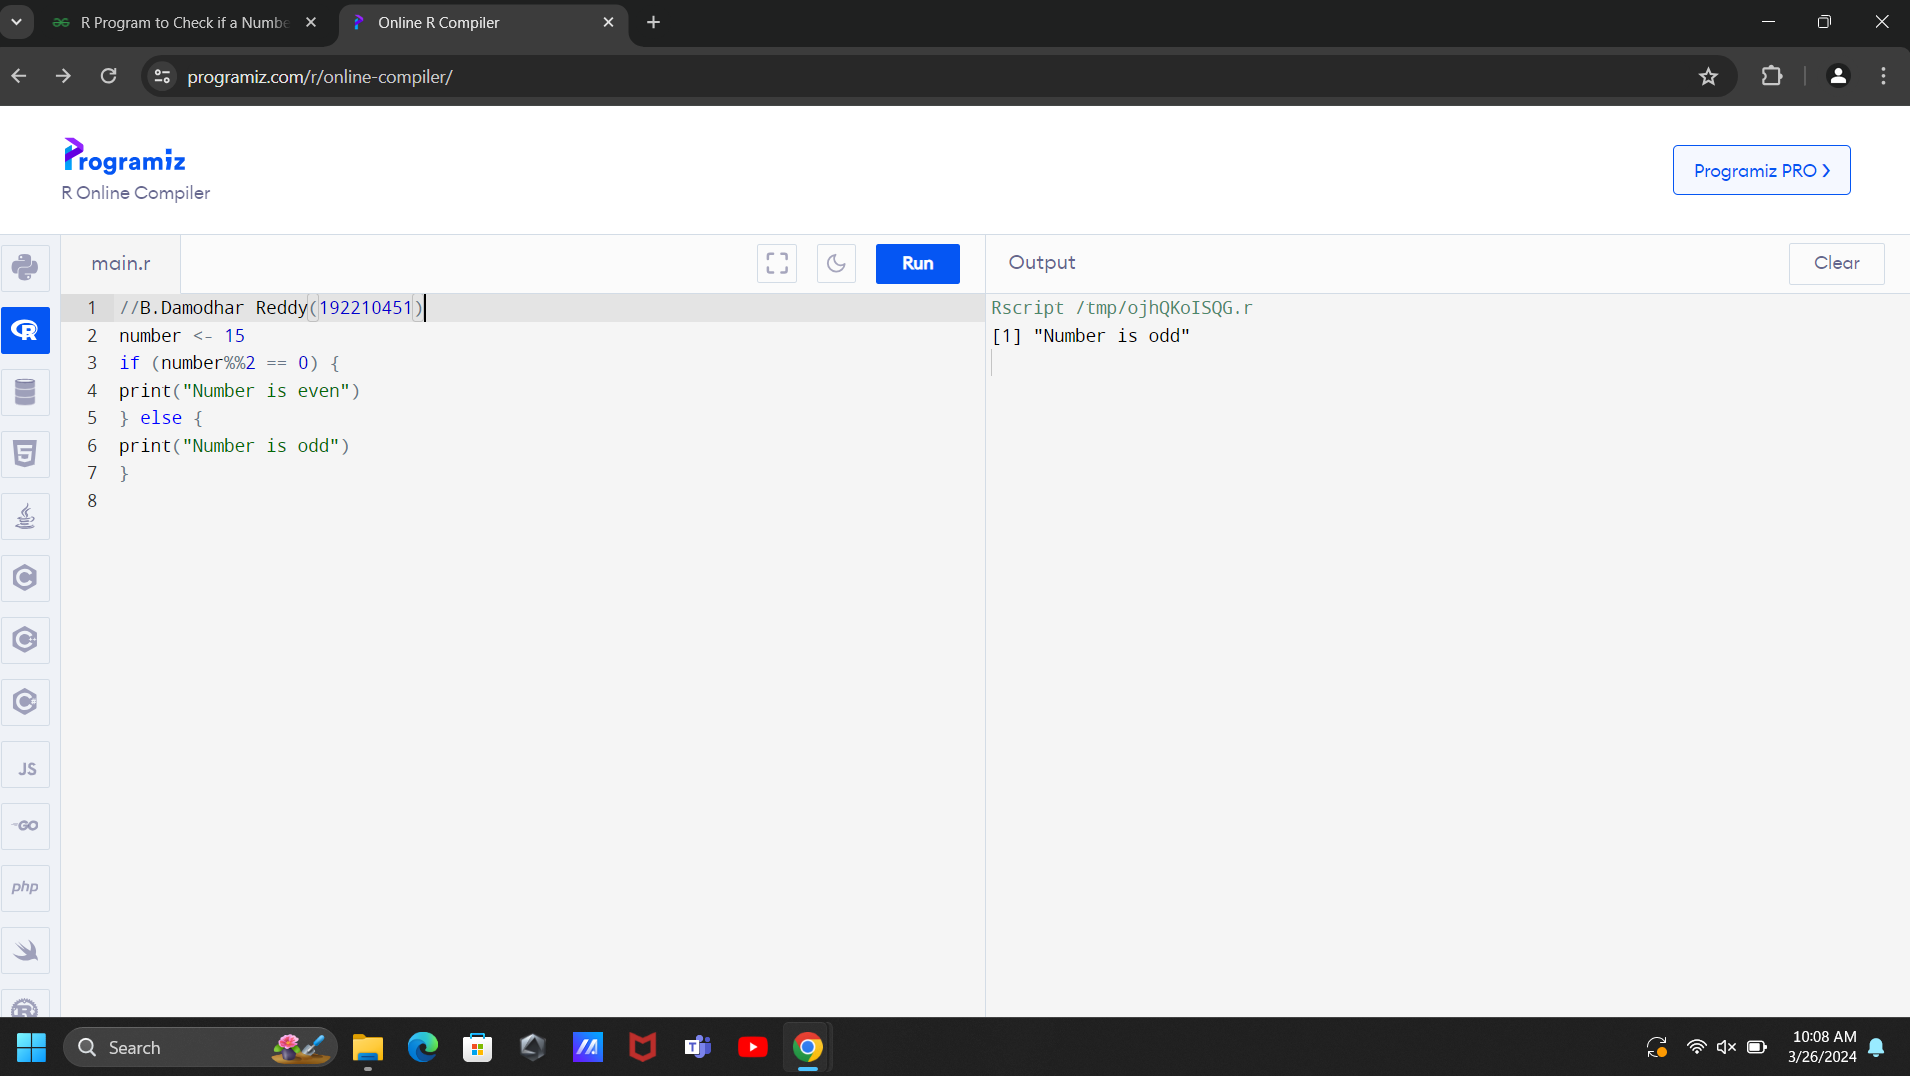 R Program to Check if a Numbe
Online R Compiler
programiz.com/r/online-compiler/
Programiz
R Online Compiler
Programiz PRO
main.r
Run
Output
Clear
1 //B.Damodhar Reddy(192210451)
2 number <- 15
3 if (number%%2 == 0) {
4 print("Number is even")
5 } else {
6 print("Number is odd")
7 }
8
Rscript /tmp/ojhQKoISQG.r
[1] "Number is odd"
JS
GO
php
Search
10:08 AM
3/26/2024